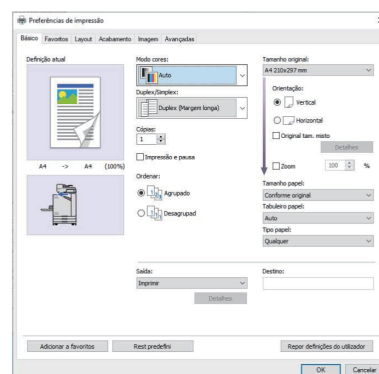 Preferências de impressão
Básico Favoritos Layout Acabamento Imagem Avançadas
Definição atual
A4 -> A4 (100%)
Modo cores:
Auto
Duplex/Simplex:
Duplex (Margem longa)
Cópias:
1
Impressão e pausa
Ordenar:
Agrupado
Desagrupad
Tamanho original:
A4 210x297 mm
Orientação:
Vertical
Horizontal
Original tam. misto
Detalhes
Zoom 100 %
Tamanho papel:
Conforme original
Tabuleiro papel:
Auto
Tipo papel:
Qualquer
Saída:
Imprimir
Detalhes
Destino:
Adicionar a favoritos Rest predefini Repor definições do utilizador
OK Cancelar